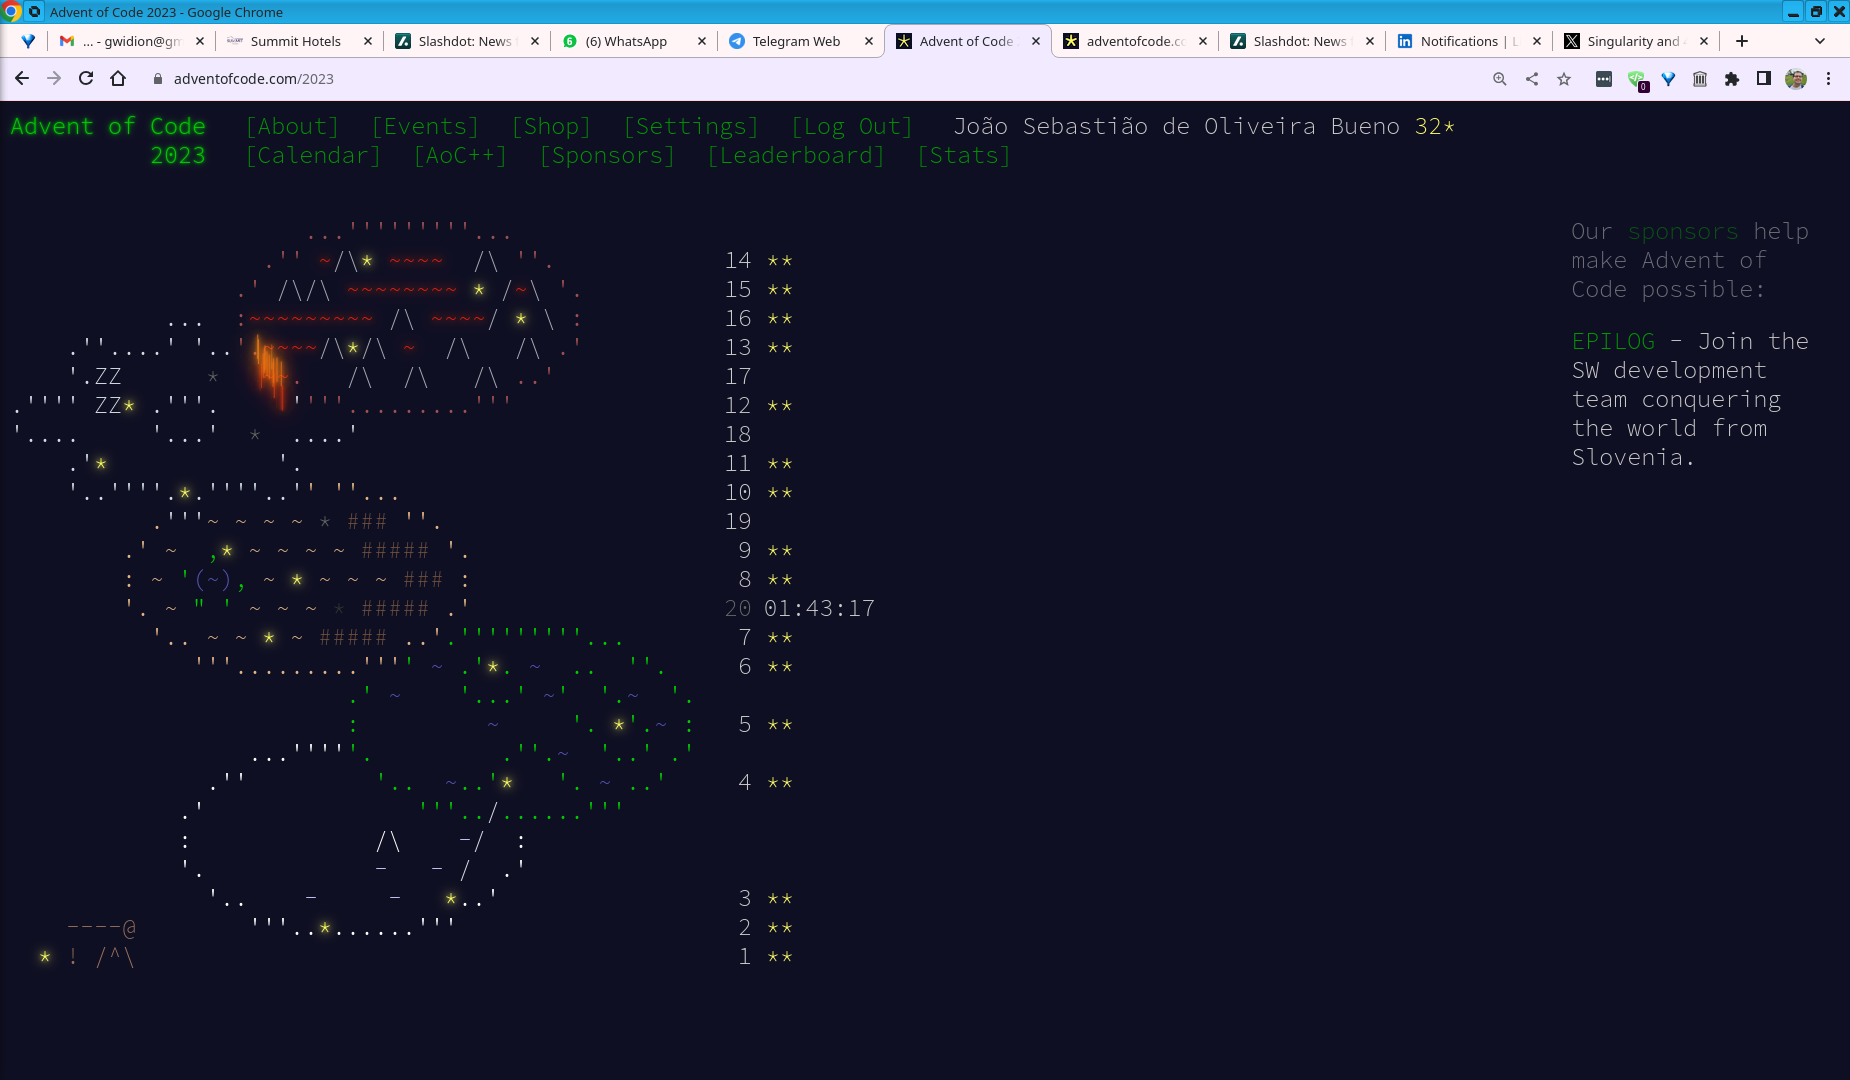 Advent of Code 2023 - Google Chrome
... - gwidion@gm
Summit Hotels
Slashdot: News
(6) WhatsApp
Telegram Web
Advent of Code
adventofcode.co
Slashdot: News
Notifications | L
Singularity and
adventofcode.com/2023
0
Advent of Code [About] [Events] [Shop] [Settings] [Log Out] João Sebastião de Oliveira Bueno 32*
2023 [Calendar] [AoC++] [Sponsors] [Leaderboard] [Stats]
14 **
15 **
16 **
13 **
17
ZZ
12 **
ZZ
18
11 **
10 **
19
9 **
8 **
20 01:43:17
7 **
6 **
5 **
4 **
3 **
2 **
1 **
Our sponsors help
make Advent of
Code possible:
EPILOG - Join the
SW development
team conquering
the world from
Slovenia.